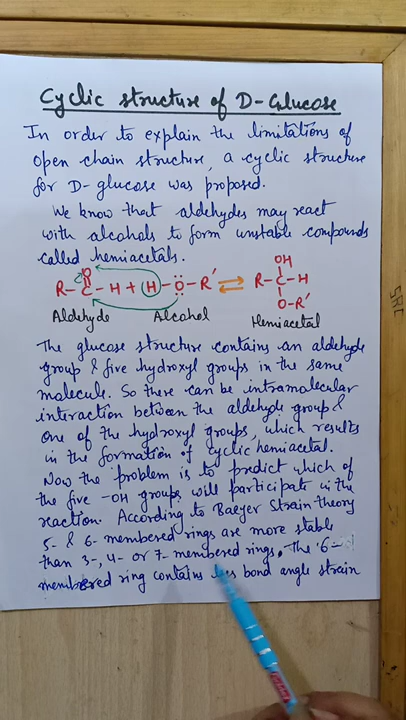 Cyclic structure of D-Glucose
In order to explain the limitations of
open chain structure, a cyclic structure
for D-glucose was proposed.
We know that aldehydes may react
with alcohols to form unstable compounds
called hemiacetals.
OH
O
R-C-H + H-O-R' ⇌ R-C-H
O-R'
Aldehyde Alcohol Hemiacetal
The glucose structure contains an aldehyde
group & five hydroxyl groups in the same
molecule. So there can be intramolecular
interaction between the aldehyde group &
one of the hydroxyl groups, which results
in the formation of cyclic hemiacetal.
Now the problem is to predict which of
the five -OH groups will participate in the
reaction. According to Baeyer Strain theory
5- & 6- membered rings are more stable
than 3-, 4- or 7- membered rings. The 6-
membered ring contains less bond angle strain